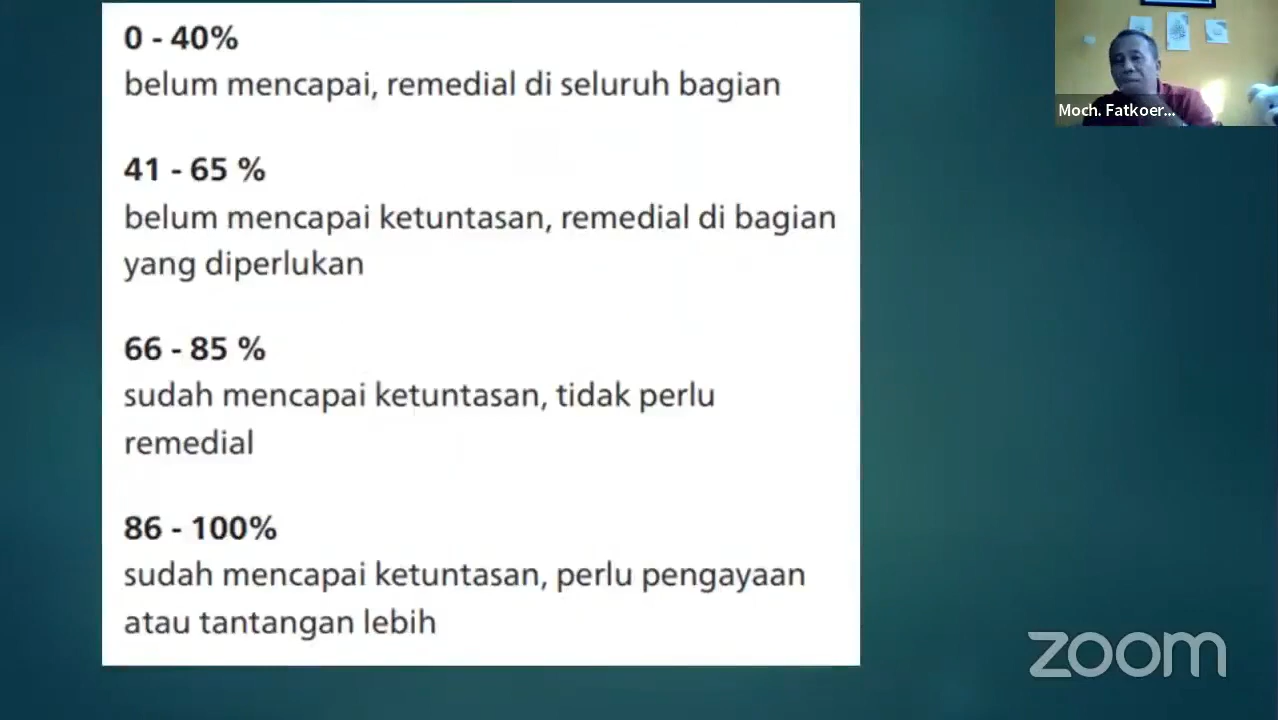 0 - 40%
belum mencapai, remedial di seluruh bagian
41 - 65 %
belum mencapai ketuntasan, remedial di bagian
yang diperlukan
66 - 85 %
sudah mencapai ketuntasan, tidak perlu
remedial
86 - 100%
sudah mencapai ketuntasan, perlu pengayaan
atau tantangan lebih
Moch. Fatkoer...
zoom